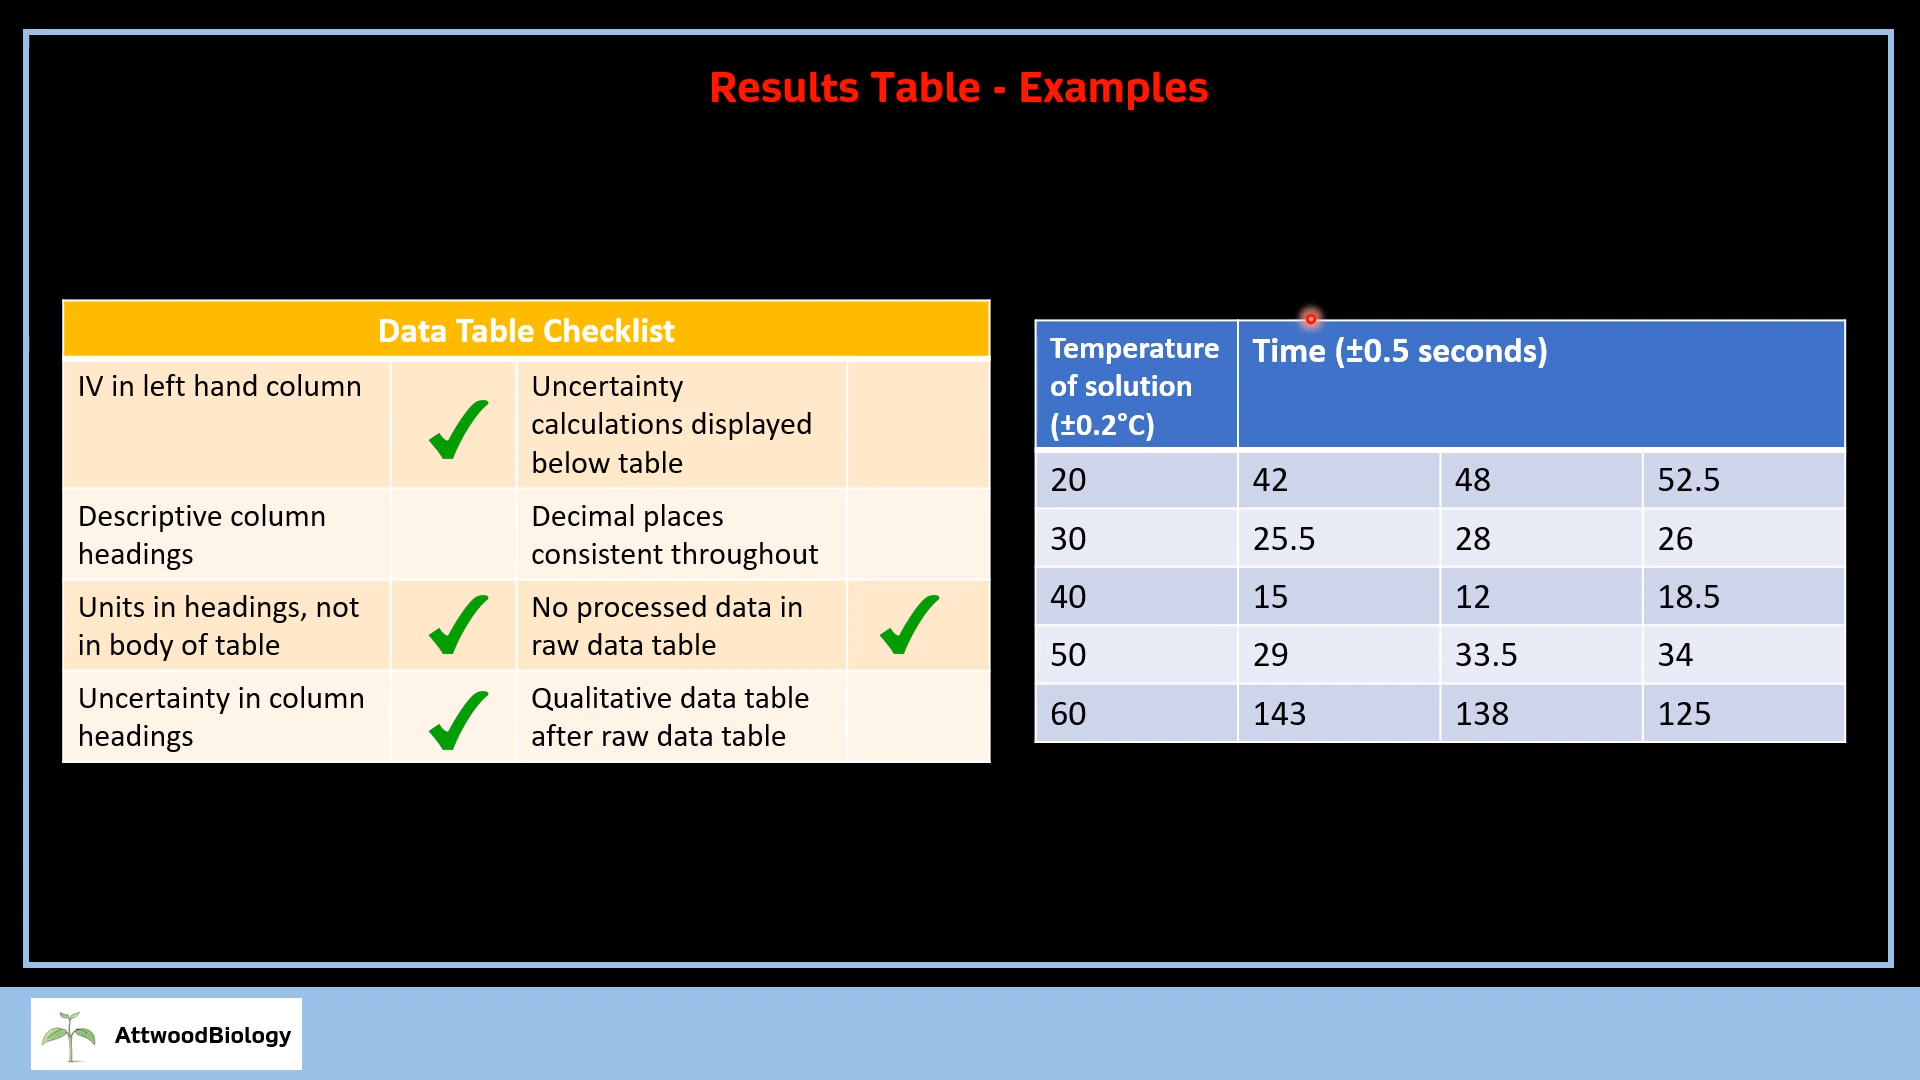 Results Table - Examples
Data Table Checklist
IV in left hand column
Uncertainty
calculations displayed
below table
Descriptive column
headings
Decimal places
consistent throughout
Units in headings, not
in body of table
No processed data in
raw data table
Uncertainty in column
headings
Qualitative data table
after raw data table
Temperature
of solution
(±0.2°C)
Time (±0.5 seconds)
20 42 48 52.5
30 25.5 28 26
40 15 12 18.5
50 29 33.5 34
60 143 138 125
AttwoodBiology